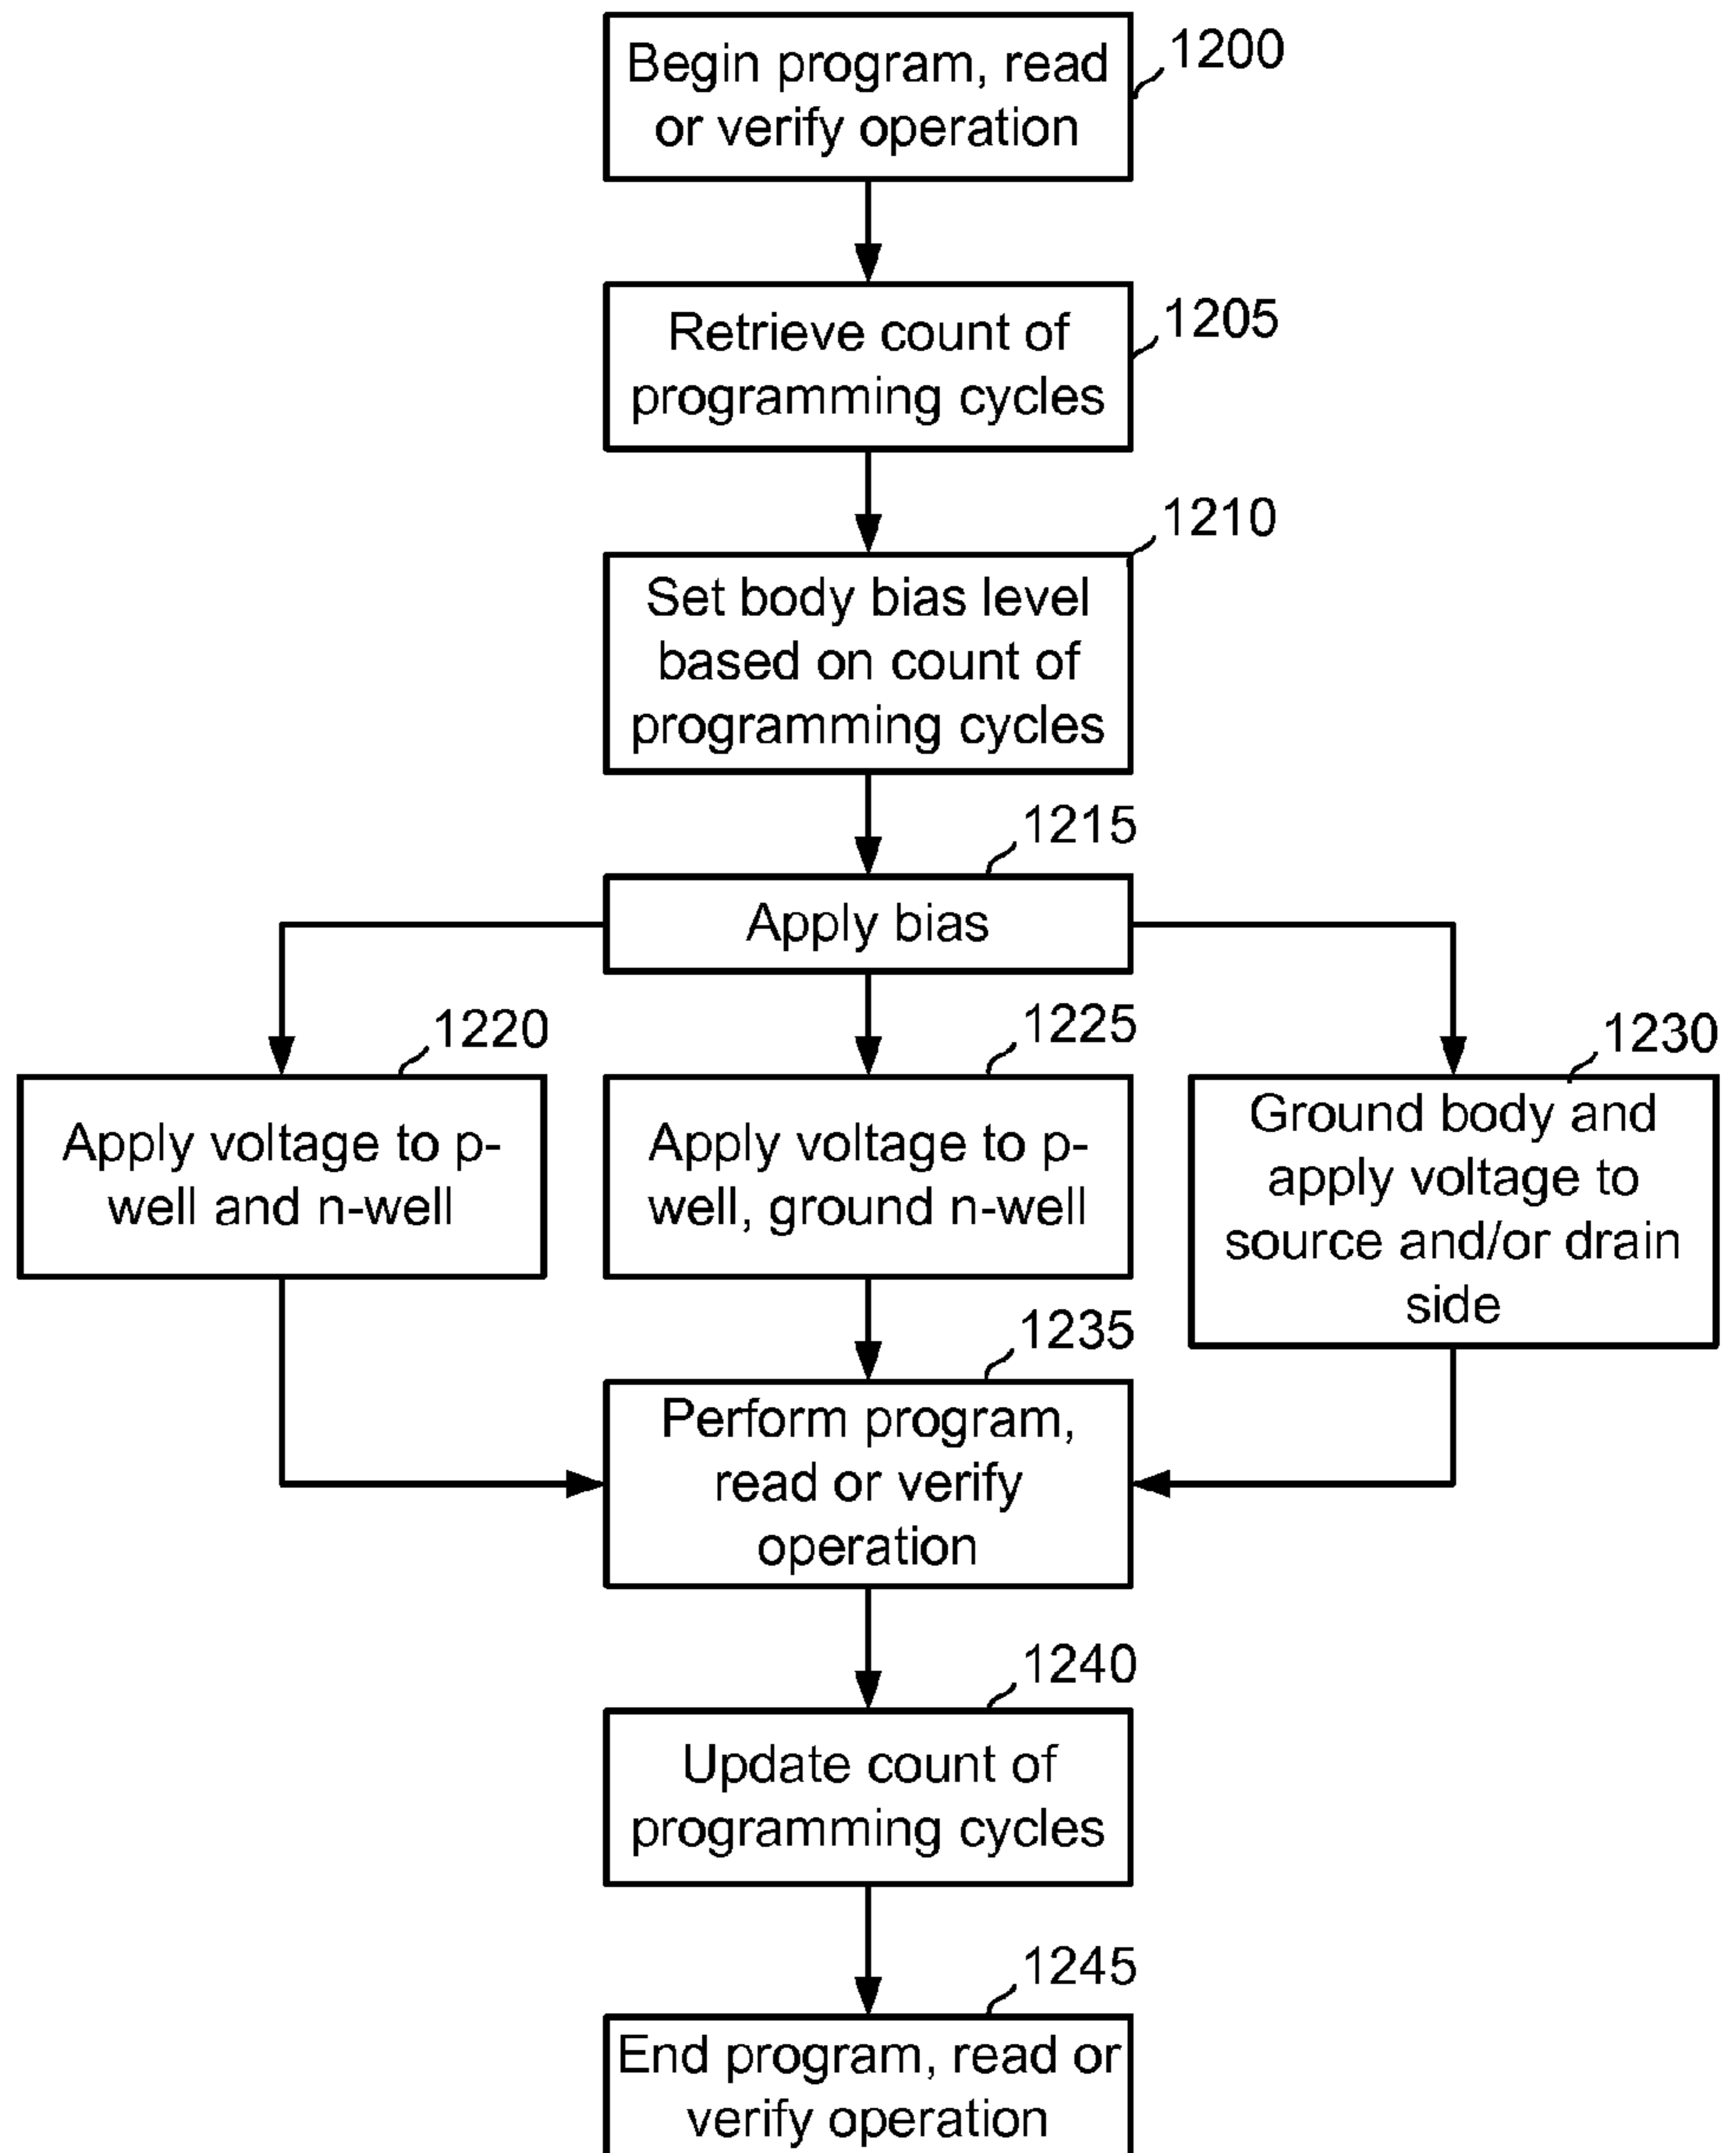 Begin program, read
or verify operation
1200
Retrieve count of
programming cycles
1205
1210
Set body bias level
based on count of
programming cycles
1215
Apply bias
1220
Apply voltage to p-
well and n-well
1225
Apply voltage to p-
well, ground n-well
1230
Ground body and
apply voltage to
source and/or drain
side
1235
Perform program,
read or verify
operation
1240
Update count of
programming cycles
1245
End program, read or
verify operation